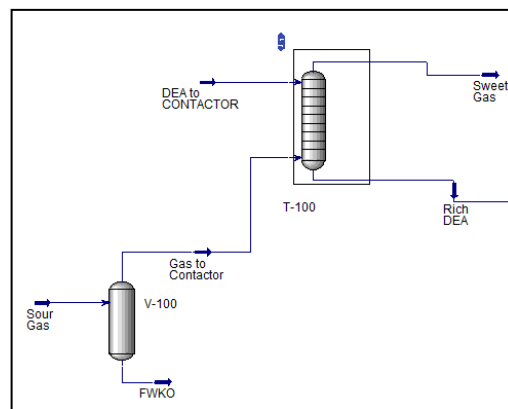 DEA to
CONTACTOR
Sweet
Gas
T-100
Rich
DEA
Gas to
Contactor
Sour
Gas
V-100
FWKO